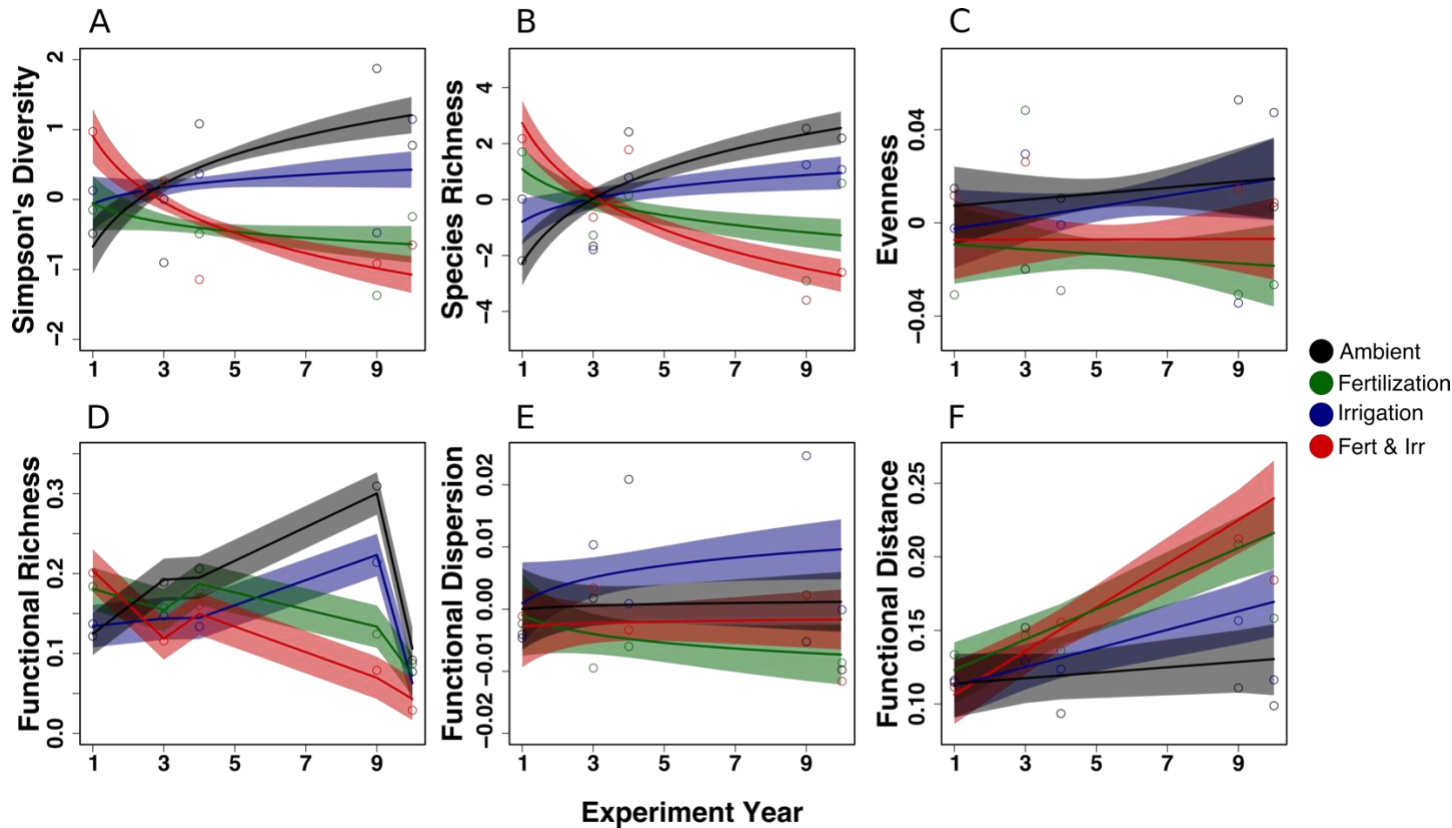 A
B
C
Simpson's Diversity
2
1
0
−1
−2
1 3 5 7 9
Species Richness
4
2
0
−2
−4
1 3 5 7 9
Evenness
0.04
0
−0.04
1 3 5 7 9
Ambient
Fertilization
Irrigation
Fert & Irr
D
E
F
Functional Richness
0.3
0.2
0.1
0.0
1 3 5 7 9
Functional Dispersion
0.02
0.01
0.00
−0.01
−0.02
1 3 5 7 9
Functional Distance
0.25
0.20
0.15
0.10
1 3 5 7 9
Experiment Year